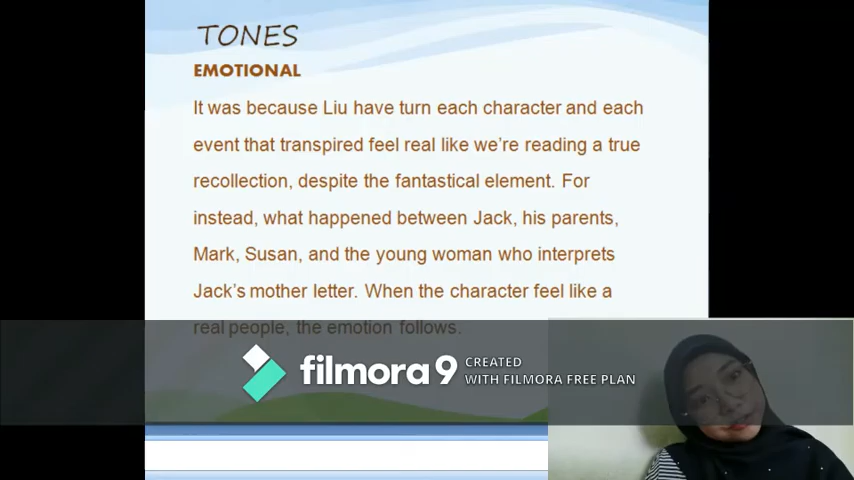 TONES
EMOTIONAL
It was because Liu have turn each character and each
event that transpired feel real like we're reading a true
recollection, despite the fantastical element. For
instead, what happened between Jack, his parents,
Mark, Susan, and the young woman who interprets
Jack's mother letter. When the character feel like a
real people, the emotion follows.
filmora 9
CREATED
WITH FILMORA FREE PLAN